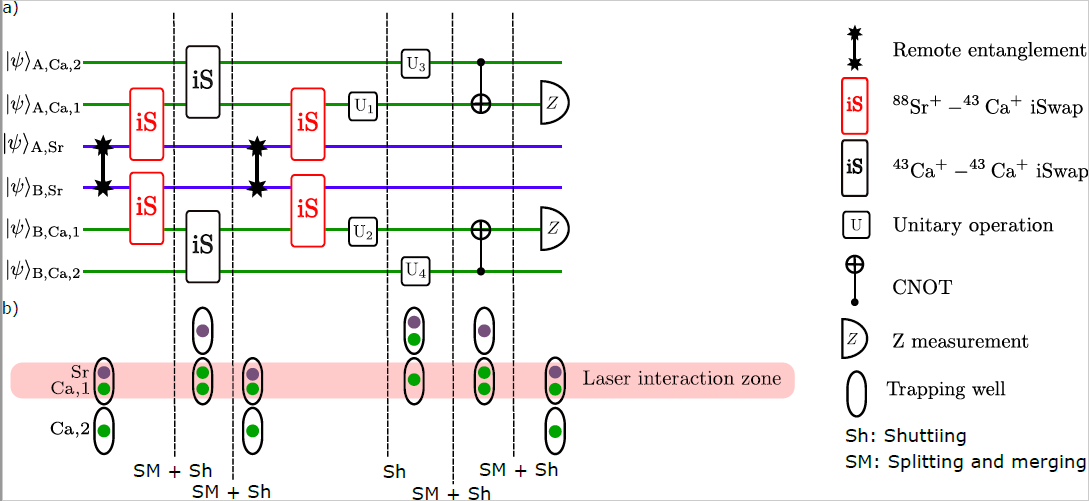 a)
|ψ⟩A,Ca,2
|ψ⟩A,Ca,1
|ψ⟩A,Sr
|ψ⟩B,Sr
|ψ⟩B,Ca,1
|ψ⟩B,Ca,2
iS
iS
iS
iS
iS
iS
U1
U2
U3
U4
Z
Z
b)
Sr
Ca,1
Ca,2
Laser interaction zone
SM + Sh
SM + Sh
Sh
SM + Sh
SM + Sh
Remote entanglement
iS
88Sr+ −43 Ca+ iSwap
iS
43Ca+ −43 Ca+ iSwap
U
Unitary operation
CNOT
Z
Z measurement
Trapping well
Sh: Shuttiing
SM: Splitting and merging